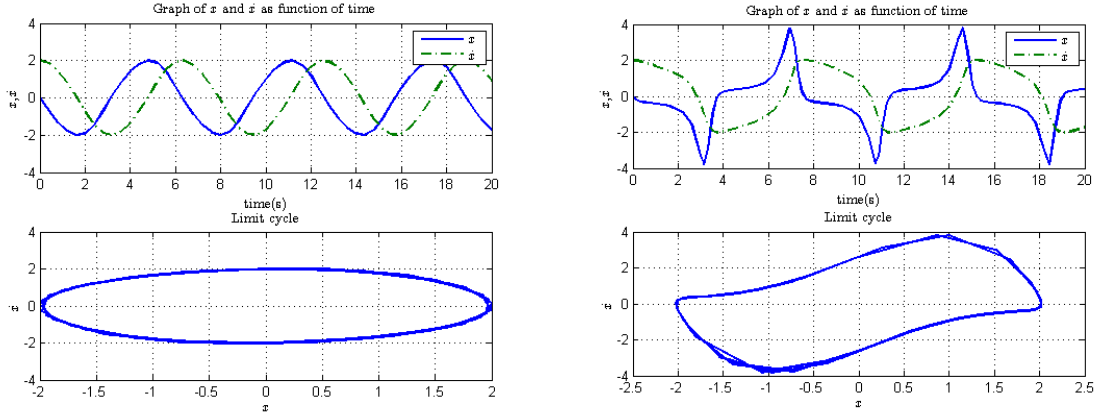 Graph of x and ẋ as function of time
4
2
0
-2
-4
x,ẋ
x
ẋ
0 2 4 6 8 10 12 14 16 18 20
time(s)
Limit cycle
4
2
0
-2
-4
ẋ
-2 -1.5 -1 -0.5 0 0.5 1 1.5 2
x
Graph of x and ẋ as function of time
4
2
0
-2
-4
x,ẋ
x
ẋ
0 2 4 6 8 10 12 14 16 18 20
time(s)
Limit cycle
4
2
0
-2
-4
ẋ
-2.5 -2 -1.5 -1 -0.5 0 0.5 1 1.5 2 2.5
x